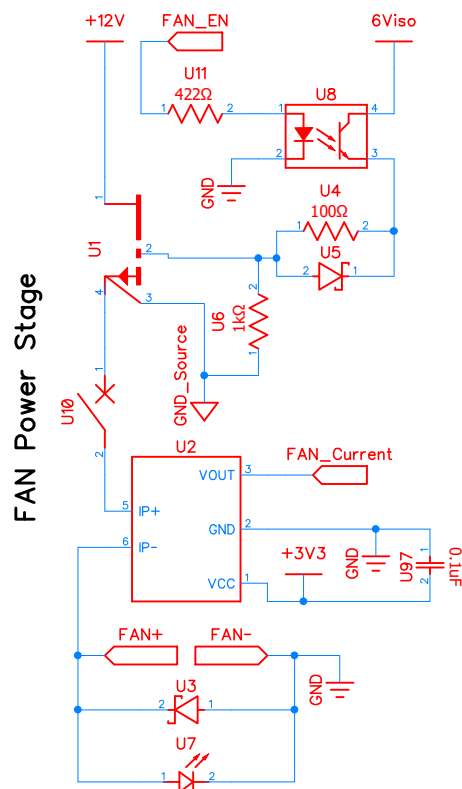 +12V
FAN_EN
6Viso
U11
422Ω
1
2
U8
1
4
2
3
GND
U4
100Ω
1
2
U5
2
1
1
U1
2
4
3
U6
1kΩ
2
1
GND_Source
FAN Power Stage
1
U10
2
U2
VOUT
3
FAN_Current
5
IP+
6
IP-
GND
2
VCC
1
+3V3
GND
U97
0.1uF
1
2
FAN+
FAN-
GND
U3
2
1
U7
1
2